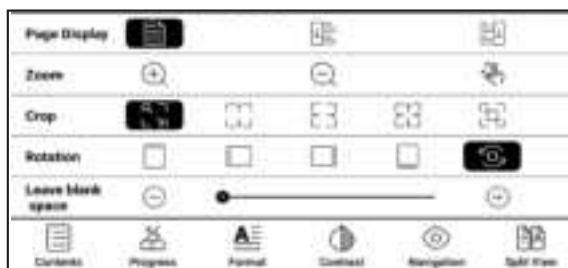 Page Display
Zoom
Crop
Rotation
Leave blank
space
Contents
Progress
Format
Contrast
Navigation
Split View